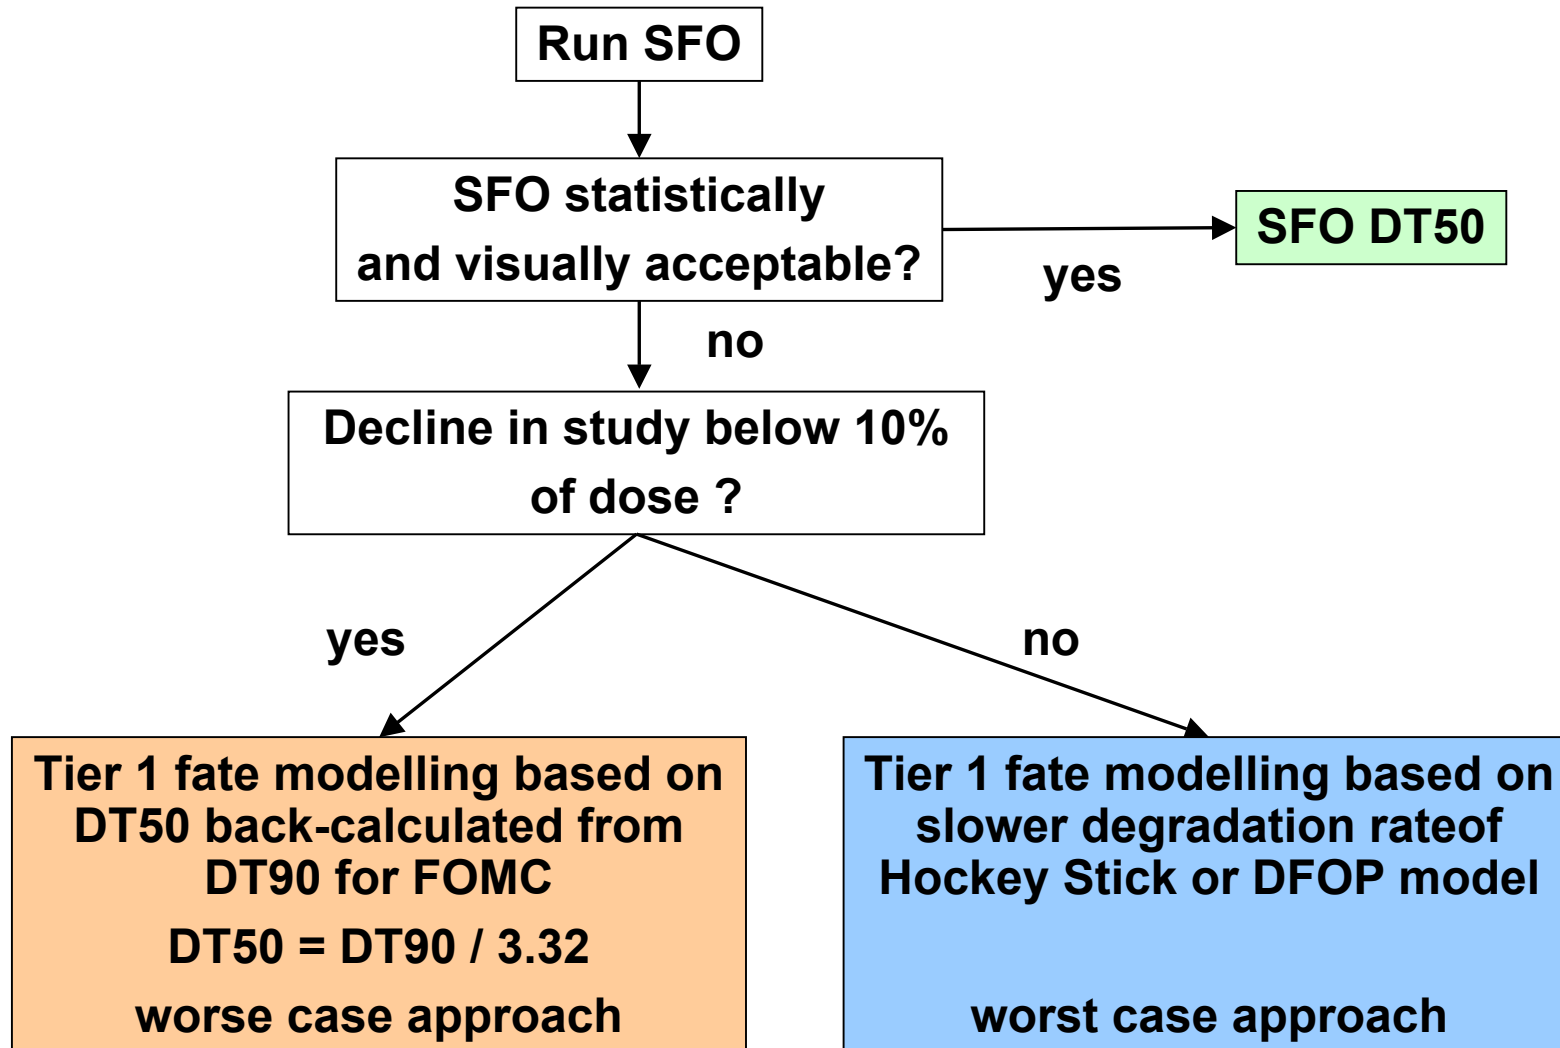 Run SFO
SFO statistically
and visually acceptable?
SFO DT50
yes
no
Decline in study below 10%
of dose ?
yes
no
Tier 1 fate modelling based on
DT50 back-calculated from
DT90 for FOMC
DT50 = DT90 / 3.32
worse case approach
Tier 1 fate modelling based on
slower degradation rateof
Hockey Stick or DFOP model
worst case approach